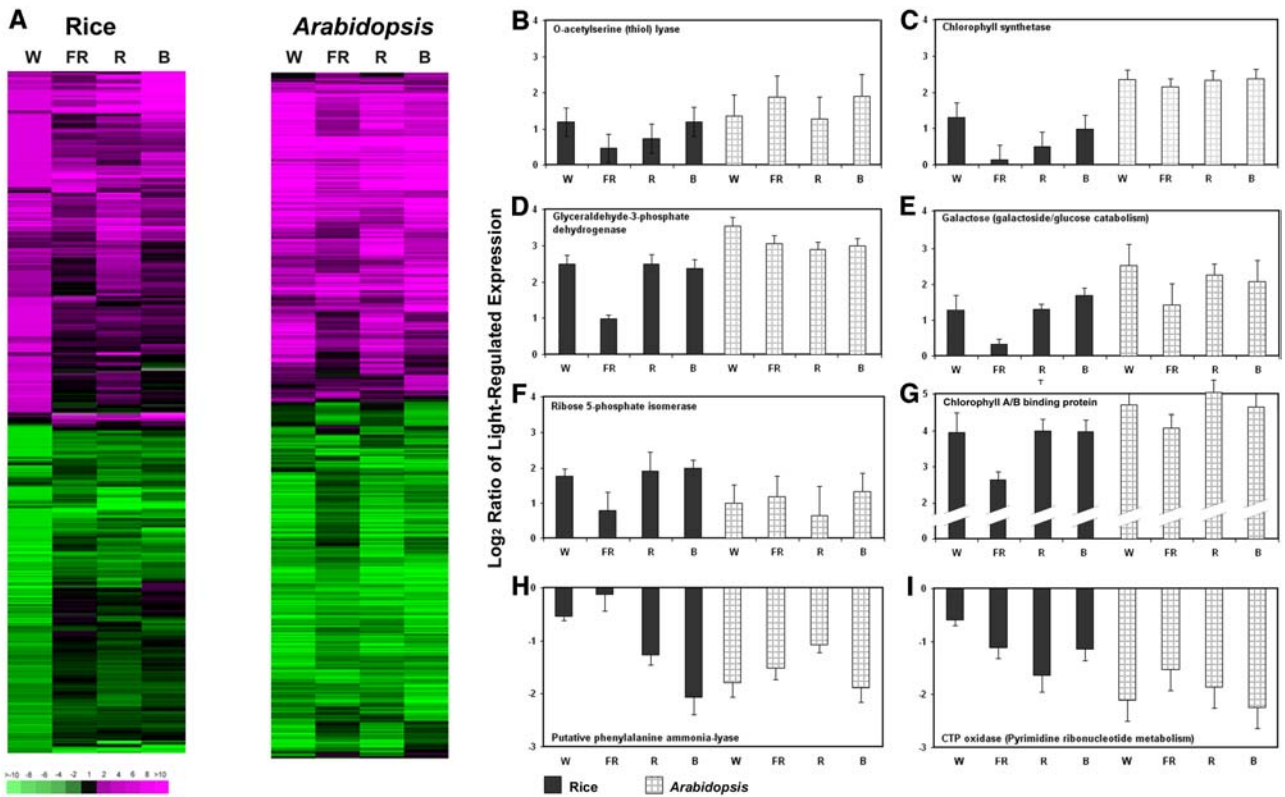 A
Rice
Arabidopsis
W FR R B
W FR R B
>-10 -8 -6 -4 -2 1 2 4 6 8 >10
Log2 Ratio of Light-Regulated Expression
B
O-acetylserine (thiol) lyase
4
3
2
1
0
W FR R B W FR R B
C
Chlorophyll synthetase
4
3
2
1
0
W FR R B W FR R B
D
Glyceraldehyde-3-phosphate
dehydrogenase
4
3
2
1
0
W FR R B W FR R B
E
Galactose (galactoside/glucose catabolism)
4
3
2
1
0
W FR R B W FR R B
F
Ribose 5-phosphate isomerase
4
3
2
1
0
W FR R B W FR R B
G
Chlorophyll A/B binding protein
5
4
3
2
1
0
W FR R B W FR R B
H
0
-1
-2
-3
Putative phenylalanine ammonia-lyase
W FR R B W FR R B
I
0
-1
-2
-3
CTP oxidase (Pyrimidine ribonucleotide metabolism)
W FR R B W FR R B
Rice
Arabidopsis